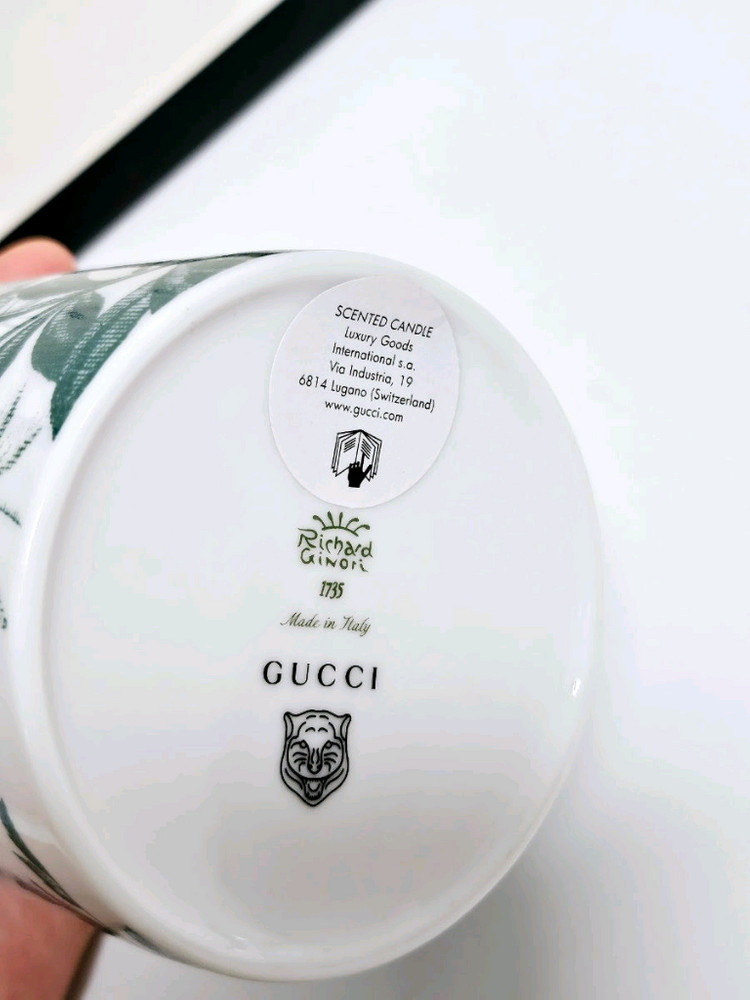 SCENTED CANDLE
Luxury Goods
International s.a.
Via Industria, 19
6814 Lugano (Switzerland)
www.gucci.com
Richard
Ginori
1735
Made in Italy
GUCCI